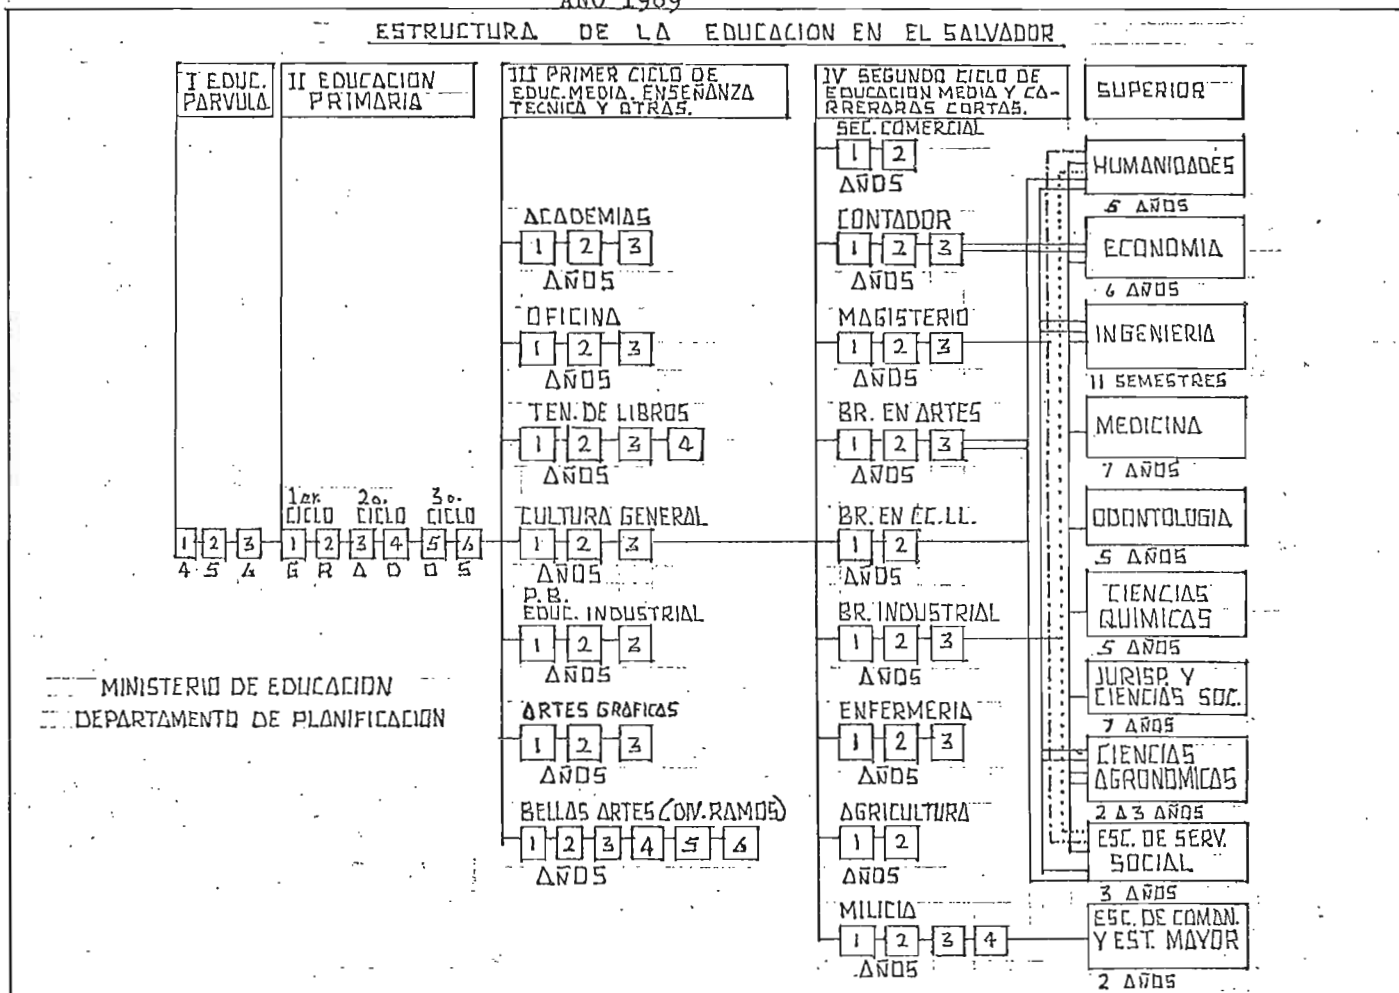 AÑO 1969
ESTRUCTURA DE LA EDUCACION EN EL SALVADOR
I EDUC.
PARVULA.
II EDUCACION
PRIMARIA
III PRIMER CICLO DE
EDUC. MEDIA. ENSEÑANZA
TECNICA Y OTRAS.
IV SEGUNDO CICLO DE
EDUCACION MEDIA Y CA-
RRERARAS CORTAS.
SUPERIOR
1 2 3
4 5 6
1er. CICLO 2o. CICLO 3o. CICLO
1 2 3 4 5 6
GRADOS
ACADEMIAS
1 2 3
AÑOS
OFICINA
1 2 3
AÑOS
TEN. DE LIBROS
1 2 3 4
AÑOS
CULTURA GENERAL
1 2 3
AÑOS
P.B.
EDUC. INDUSTRIAL
1 2 3
AÑOS
ARTES GRAFICAS
1 2 3
AÑOS
BELLAS ARTES (DIV. RAMOS)
1 2 3 4 5 6
AÑOS
SEC. COMERCIAL
1 2
AÑOS
CONTADOR
1 2 3
AÑOS
MAGISTERIO
1 2 3
AÑOS
BR. EN ARTES
1 2 3
AÑOS
BR. EN CC.LL.
1 2
AÑOS
BR. INDUSTRIAL
1 2 3
AÑOS
ENFERMERIA
1 2 3
AÑOS
AGRICULTURA
1 2
AÑOS
MILICIA
1 2 3 4
AÑOS
HUMANIDADES
5 AÑOS
ECONOMIA
6 AÑOS
INGENIERIA
11 SEMESTRES
MEDICINA
7 AÑOS
ODONTOLOGIA
5 AÑOS
CIENCIAS
QUIMICAS
5 AÑOS
JURISP. Y
CIENCIAS SOC.
7 AÑOS
CIENCIAS
AGRONOMICAS
2 A 3 AÑOS
ESC. DE SERV.
SOCIAL
3 AÑOS
ESC. DE COMAN.
Y EST. MAYOR
2 AÑOS
MINISTERIO DE EDUCACION
DEPARTAMENTO DE PLANIFICACION